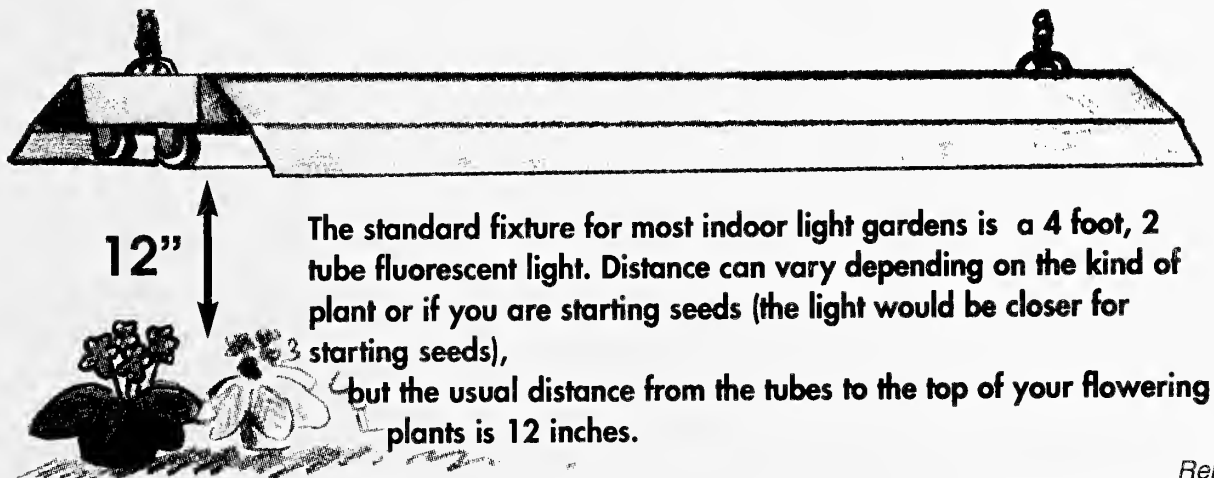 12”
The standard fixture for most indoor light gardens is a 4 foot, 2
tube fluorescent light. Distance can vary depending on the kind of
plant or if you are starting seeds (the light would be closer for
starting seeds),
but the usual distance from the tubes to the top of your flowering
plants is 12 inches.